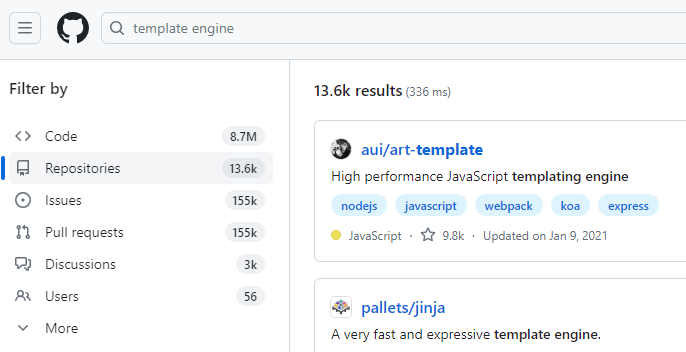 template engine
Filter by
Code 8.7M
Repositories 13.6k
Issues 155k
Pull requests 155k
Discussions 3k
Users 56
More
13.6k results (336 ms)
aui/art-template
High performance JavaScript templating engine
nodejs javascript webpack koa express
JavaScript · 9.8k · Updated on Jan 9, 2021
pallets/jinja
A very fast and expressive template engine.